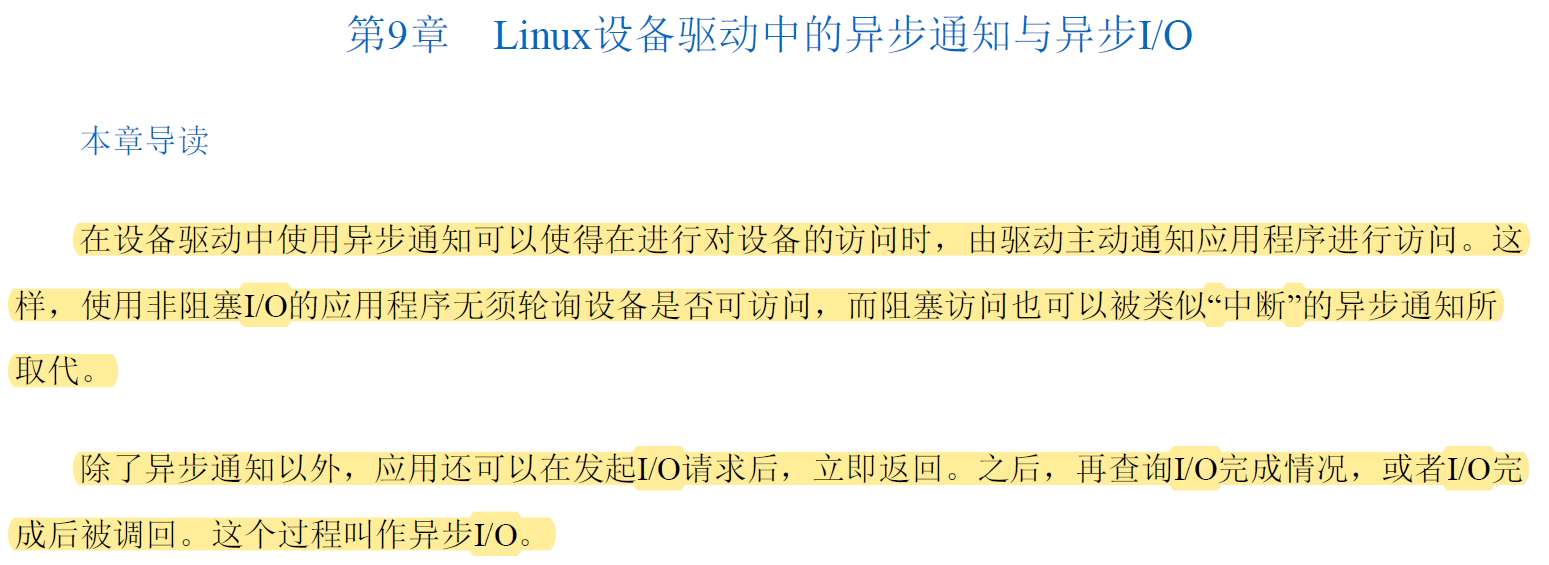 第9章 Linux设备驱动中的异步通知与异步I/O
本章导读
在设备驱动中使用异步通知可以使得在进行对设备的访问时，由驱动主动通知应用程序进行访问。这
样，使用非阻塞I/O的应用程序无须轮询设备是否可访问，而阻塞访问也可以被类似“中断”的异步通知所
取代。
除了异步通知以外，应用还可以在发起I/O请求后，立即返回。之后，再查询I/O完成情况，或者I/O完
成后被调回。这个过程叫作异步I/O。